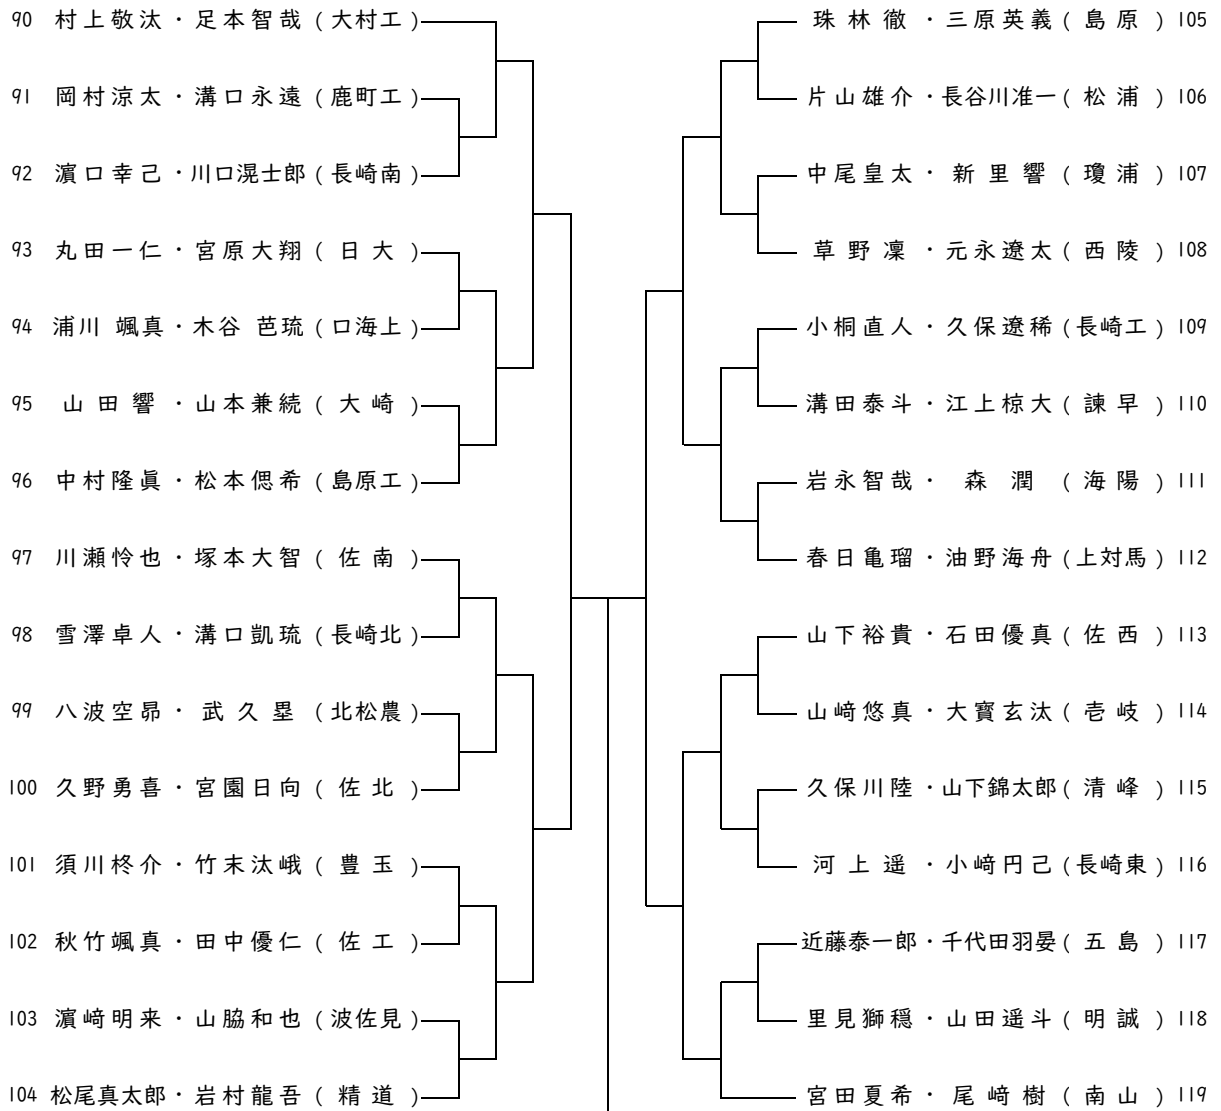 90 村上敬汰・足本智哉 (大村工)
91 岡村涼太・溝口永遠 (鹿町工)
92 濵口幸己・川口滉士郎 (長崎南)
93 丸田一仁・宮原大翔 (日大)
94 浦川 颯真・木谷 芭琉 (口海上)
95 山田響・山本兼続 (大崎)
96 中村隆眞・松本偲希 (島原工)
97 川瀬怜也・塚本大智 (佐南)
98 雪澤卓人・溝口凱琉 (長崎北)
99 八波空昴・武久塁 (北松農)
100 久野勇喜・宮園日向 (佐北)
101 須川柊介・竹末汰峨 (豊玉)
102 秋竹颯真・田中優仁 (佐工)
103 濵﨑明来・山脇和也 (波佐見)
104 松尾真太郎・岩村龍吾 (精道)
珠林徹・三原英義 (島原) 105
片山雄介・長谷川准一 (松浦) 106
中尾皇太・新里響 (瓊浦) 107
草野凜・元永遼太 (西陵) 108
小桐直人・久保遼稀 (長崎工) 109
溝田泰斗・江上椋大 (諫早) 110
岩永智哉・森潤 (海陽) 111
春日亀瑠・油野海舟 (上対馬) 112
山下裕貴・石田優真 (佐西) 113
山﨑悠真・大寳玄汰 (壱岐) 114
久保川陸・山下錦太郎 (清峰) 115
河上遥・小﨑円己 (長崎東) 116
近藤泰一郎・千代田羽晏 (五島) 117
里見獅穏・山田遥斗 (明誠) 118
宮田夏希・尾﨑樹 (南山) 119